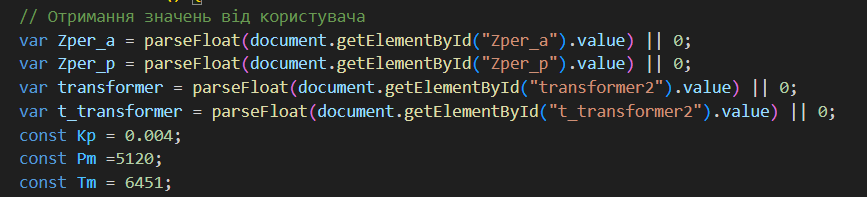 // Отримання значень від користувача
var Zper_a = parseFloat(document.getElementById("Zper_a").value) || 0;
var Zper_p = parseFloat(document.getElementById("Zper_p").value) || 0;
var transformer = parseFloat(document.getElementById("transformer2").value) || 0;
var t_transformer = parseFloat(document.getElementById("t_transformer2").value) || 0;
const Kp = 0.004;
const Pm =5120;
const Tm = 6451;